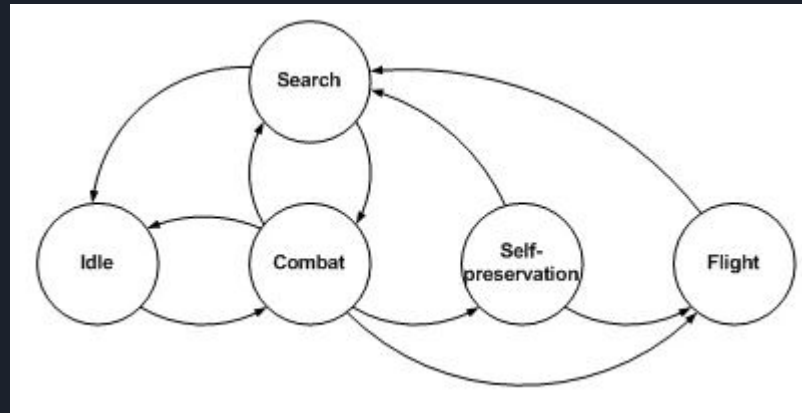 Search
Idle
Combat
Self-
preservation
Flight